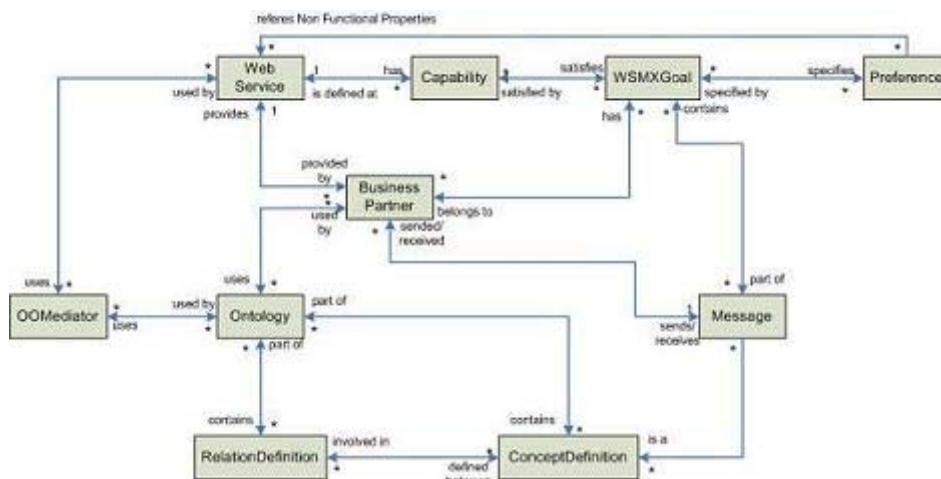 referes Non Functional Properties
* *
* Web Service 1 has Capability * satisfies WSMXGoal * specifies Preference
used by is defined at * satisfied by * specified by *
provides 1 has * * contains
provided by
* Business Partner *
used by belongs to
* sended/ received
uses * uses * part of * part of
OOMediator * used by Ontology 1 Message
uses * * sends/ receives
* part of *
contains * contains * is a
RelationDefinition involved in * ConceptDefinition
* defined *